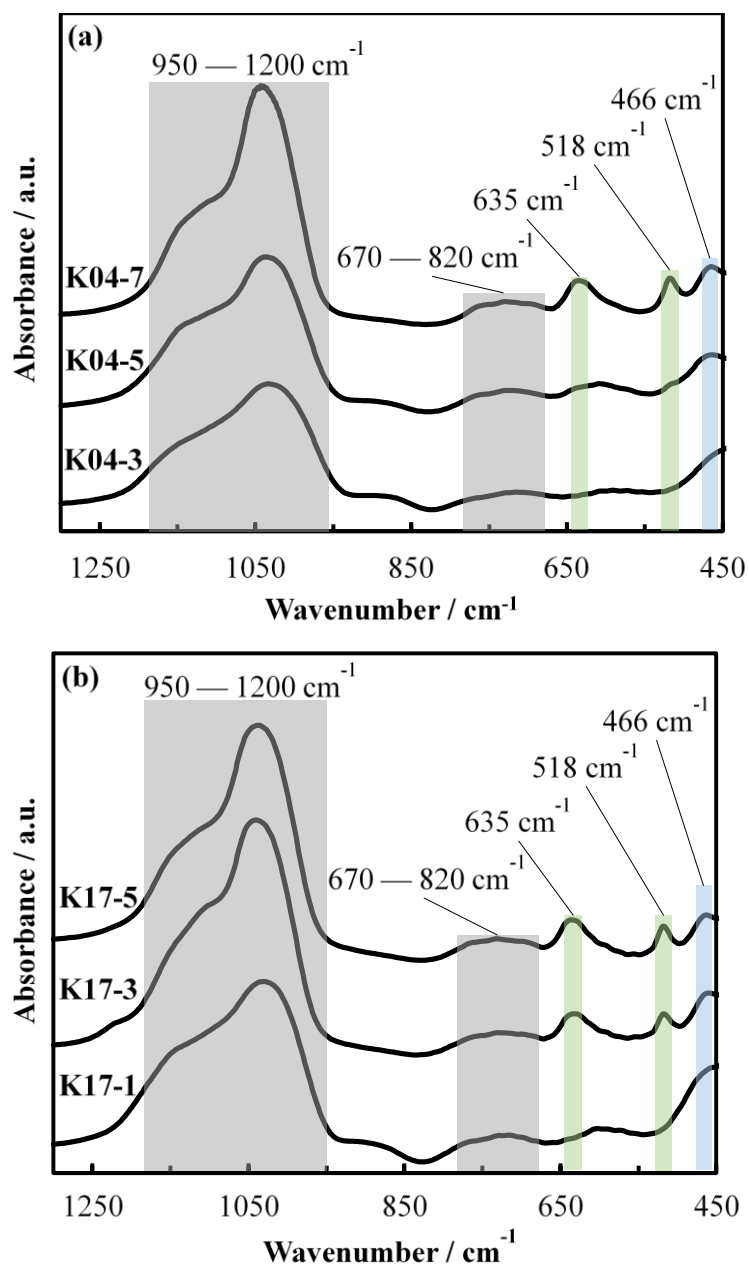 (a)
950 — 1200 cm-1
466 cm-1
518 cm-1
635 cm-1
670 — 820 cm-1
K04-7
K04-5
K04-3
Absorbance / a.u.
1250 1050 850 650 450
Wavenumber / cm-1
(b)
950 — 1200 cm-1
466 cm-1
518 cm-1
635 cm-1
670 — 820 cm-1
K17-5
K17-3
K17-1
Absorbance / a.u.
1250 1050 850 650 450
Wavenumber / cm-1